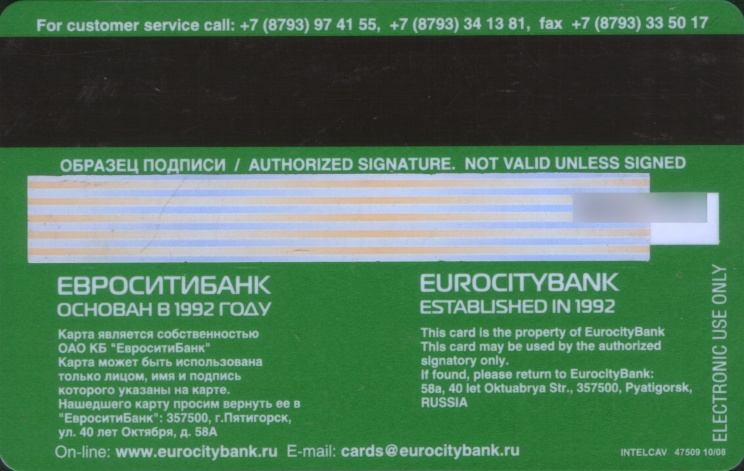 For customer service call: +7 (8793) 97 41 55, +7 (8793) 34 13 81, fax +7 (8793) 33 50 17
ОБРАЗЕЦ ПОДПИСИ / AUTHORIZED SIGNATURE. NOT VALID UNLESS SIGNED
ЕВРОСИТИБАНК
ОСНОВАН В 1992 ГОДУ
Карта является собственностью
ОАО КБ "ЕвроситиБанк"
Карта может быть использована
только лицом, имя и подпись
которого указаны на карте.
Нашедшего карту просим вернуть ее в
"ЕвроситиБанк": 357500, г.Пятигорск,
ул. 40 лет Октября, д. 58А
EUROCITYBANK
ESTABLISHED IN 1992
This card is the property of EurocityBank
This card may be used by the authorized
signatory only.
If found, please return to EurocityBank:
58a, 40 let Oktuabrya Str., 357500, Pyatigorsk,
RUSSIA
ELECTRONIC USE ONLY
On-line: www.eurocitybank.ru E-mail: cards@eurocitybank.ru
INTELCAV 47509 10/08